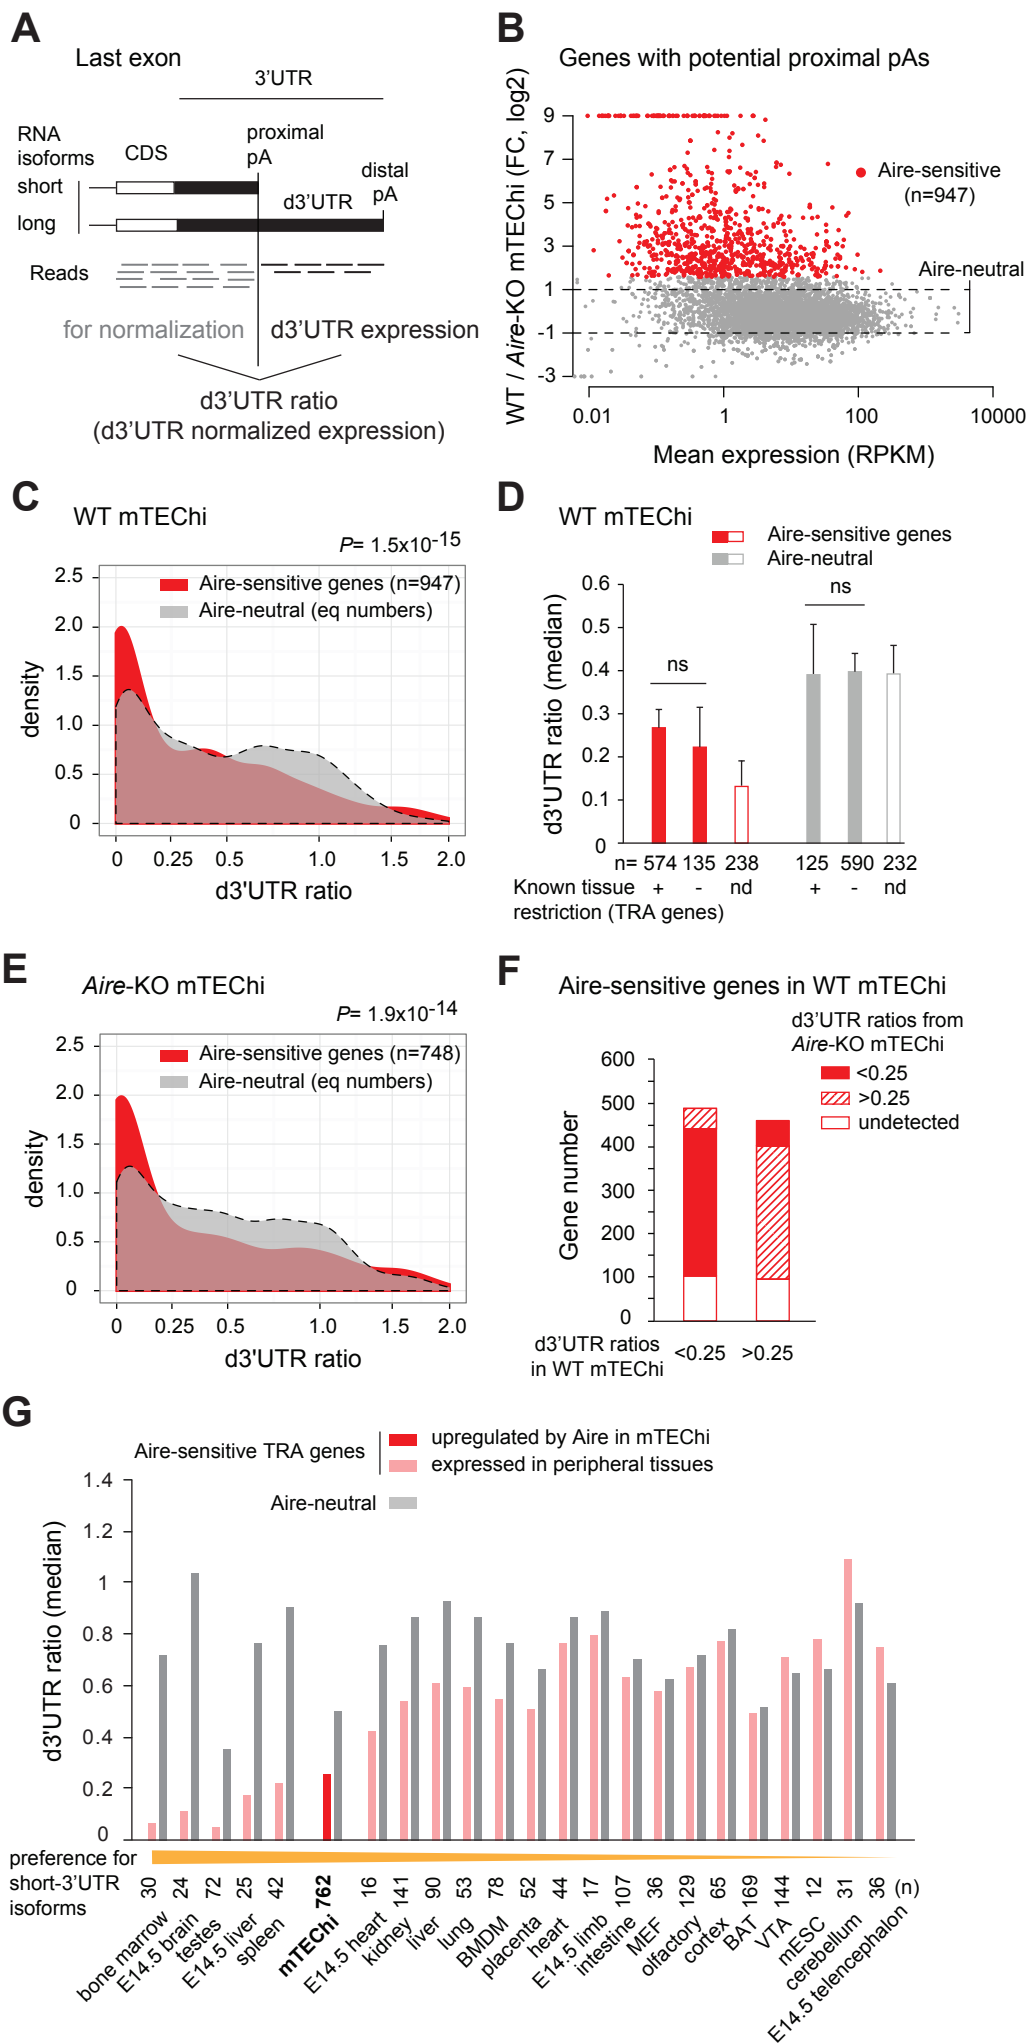 A
Last exon
3'UTR
RNA
isoforms
CDS
proximal
pA
distal
pA
short
d3'UTR
long
Reads
for normalization
d3'UTR expression
d3'UTR ratio
(d3'UTR normalized expression)
B
Genes with potential proximal pAs
WT / Aire-KO mTEChi (FC, log2)
9
7
5
3
1
-1
-3
Aire-sensitive
(n=947)
Aire-neutral
0.01
1
100
10000
Mean expression (RPKM)
C
WT mTEChi
P= 1.5x10-15
Aire-sensitive genes (n=947)
Aire-neutral (eq numbers)
density
2.5
2.0
1.5
1.0
0.5
0
0 0.25 0.5 1.0 1.5 2.0
d3'UTR ratio
D
WT mTEChi
Aire-sensitive genes
Aire-neutral
d3'UTR ratio (median)
0.6
0.5
0.4
0.3
0.2
0.1
0
ns
ns
n= 574 135 238 125 590 232
Known tissue + - nd + - nd
restriction (TRA genes)
E
Aire-KO mTEChi
P= 1.9x10-14
Aire-sensitive genes (n=748)
Aire-neutral (eq numbers)
density
2.5
2.0
1.5
1.0
0.5
0
0 0.25 0.5 1.0 1.5 2.0
d3'UTR ratio
F
Aire-sensitive genes in WT mTEChi
d3'UTR ratios from
Aire-KO mTEChi
<0.25
>0.25
undetected
Gene number
600
500
400
300
200
100
0
d3'UTR ratios
in WT mTEChi
<0.25 >0.25
G
Aire-sensitive TRA genes
upregulated by Aire in mTEChi
expressed in peripheral tissues
Aire-neutral
d3'UTR ratio (median)
1.4
1.2
1
0.8
0.6
0.4
0.2
0
preference for
short-3'UTR
isoforms
30 24 72 25 42 762 16 141 90 53 78 52 44 17 107 36 129 65 169 144 12 31 36 (n)
bone marrow
E14.5 brain
testes
E14.5 liver
spleen
mTEChi
E14.5 heart
kidney
liver
lung
BMDM
placenta
heart
E14.5 limb
intestine
MEF
olfactory
cortex
BAT
VTA
mESC
cerebellum
E14.5 telencephalon